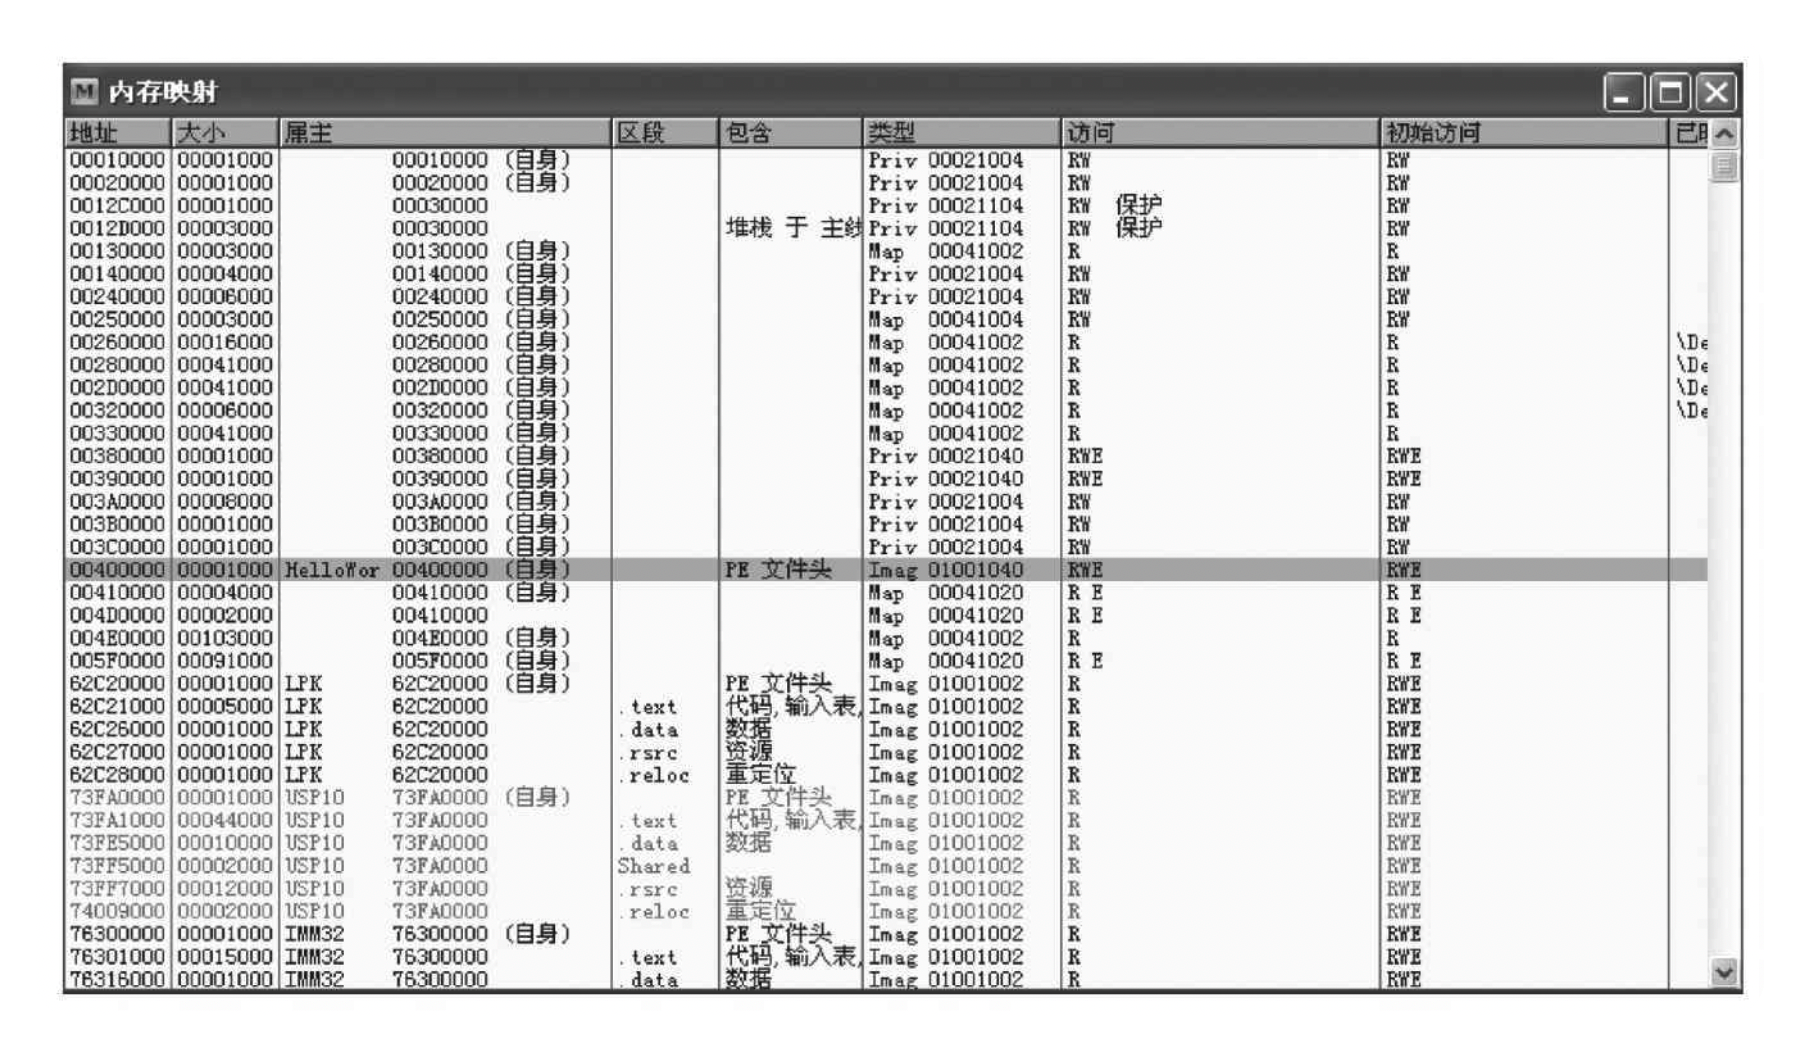 M 内存映射
地址 大小 属主 区段 包含 类型 访问 初始访问
00010000 00001000 00010000 (自身) Priv 00021004 RW RW
00020000 00001000 00020000 (自身) Priv 00021004 RW RW
0012C000 00001000 00030000 Priv 00021104 RW 保护 RW
0012D000 00003000 00030000 堆栈 于 主线 Priv 00021104 RW 保护 RW
00130000 00003000 00130000 (自身) Map 00041002 R R
00140000 00004000 00140000 (自身) Priv 00021004 RW RW
00240000 00006000 00240000 (自身) Priv 00021004 RW RW
00250000 00003000 00250000 (自身) Map 00041004 RW RW
00260000 00016000 00260000 (自身) Map 00041002 R R \De
00280000 00041000 00280000 (自身) Map 00041002 R R \De
002D0000 00041000 002D0000 (自身) Map 00041002 R R \De
00320000 00006000 00320000 (自身) Map 00041002 R R \De
00330000 00041000 00330000 (自身) Map 00041002 R R
00380000 00001000 00380000 (自身) Priv 00021040 RWE RWE
00390000 00001000 00390000 (自身) Priv 00021040 RWE RWE
003A0000 00008000 003A0000 (自身) Priv 00021004 RW RW
003B0000 00001000 003B0000 (自身) Priv 00021004 RW RW
003C0000 00001000 003C0000 (自身) Priv 00021004 RW RW
00400000 00001000 HelloWor 00400000 (自身) PE 文件头 Imag 01001040 RWE RWE
00410000 00004000 00410000 (自身) Map 00041020 R E R E
004D0000 00002000 00410000 Map 00041020 R E R E
004E0000 00103000 004E0000 (自身) Map 00041002 R R
005F0000 00091000 005F0000 (自身) Map 00041020 R E R E
62C20000 00001000 LPK 62C20000 (自身) PE 文件头 Imag 01001002 R RWE
62C21000 00005000 LPK 62C20000 .text 代码,输入表, Imag 01001002 R RWE
62C26000 00001000 LPK 62C20000 .data 数据 Imag 01001002 R RWE
62C27000 00001000 LPK 62C20000 .rsrc 资源 Imag 01001002 R RWE
62C28000 00001000 LPK 62C20000 .reloc 重定位 Imag 01001002 R RWE
73FA0000 00001000 USP10 73FA0000 (自身) PE 文件头 Imag 01001002 R RWE
73FA1000 00044000 USP10 73FA0000 .text 代码,输入表, Imag 01001002 R RWE
73FE5000 00010000 USP10 73FA0000 .data 数据 Imag 01001002 R RWE
73FF5000 00002000 USP10 73FA0000 Shared Imag 01001002 R RWE
73FF7000 00012000 USP10 73FA0000 .rsrc 资源 Imag 01001002 R RWE
74009000 00002000 USP10 73FA0000 .reloc 重定位 Imag 01001002 R RWE
76300000 00001000 IMM32 76300000 (自身) PE 文件头 Imag 01001002 R RWE
76301000 00015000 IMM32 76300000 .text 代码,输入表, Imag 01001002 R RWE
76316000 00001000 IMM32 76300000 .data 数据 Imag 01001002 R RWE